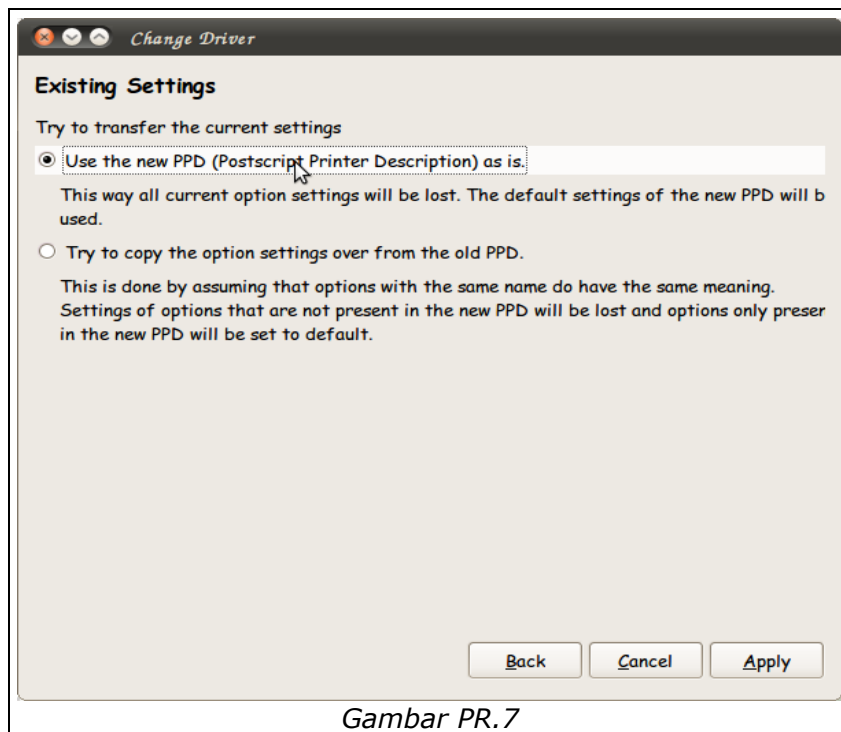 Change Driver
Existing Settings
Try to transfer the current settings
Use the new PPD (Postscript Printer Description) as is.
This way all current option settings will be lost. The default settings of the new PPD will b
used.
Try to copy the option settings over from the old PPD.
This is done by assuming that options with the same name do have the same meaning.
Settings of options that are not present in the new PPD will be lost and options only preser
in the new PPD will be set to default.
Back Cancel Apply
Gambar PR.7